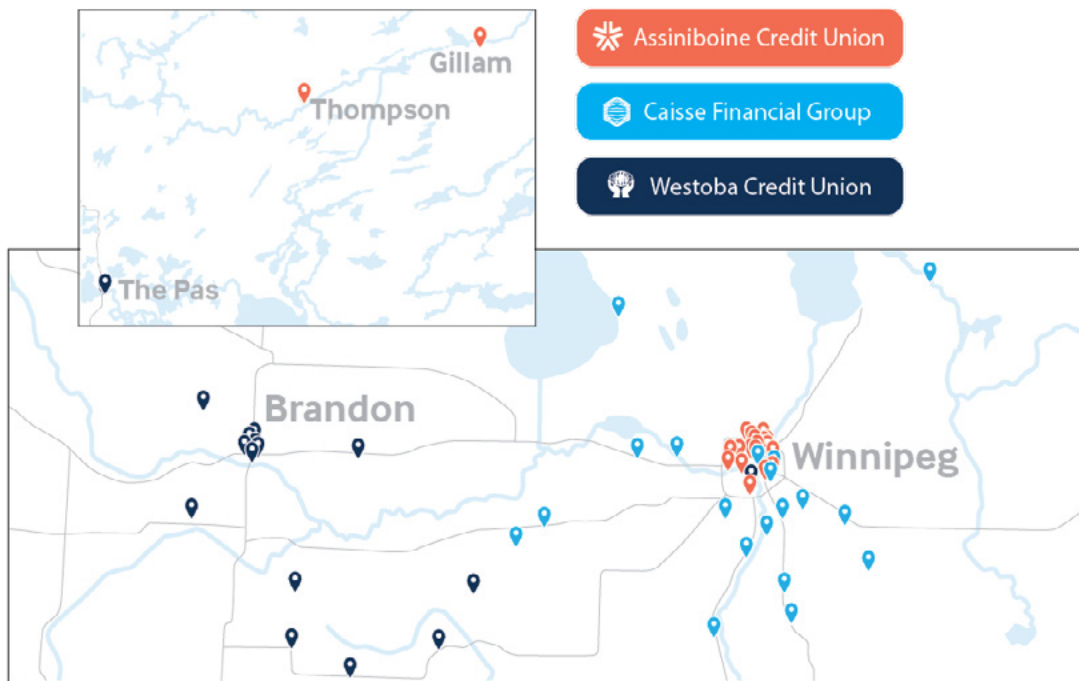 Gillam
Thompson
The Pas
Assiniboine Credit Union
Caisse Financial Group
Westoba Credit Union
Brandon
Winnipeg